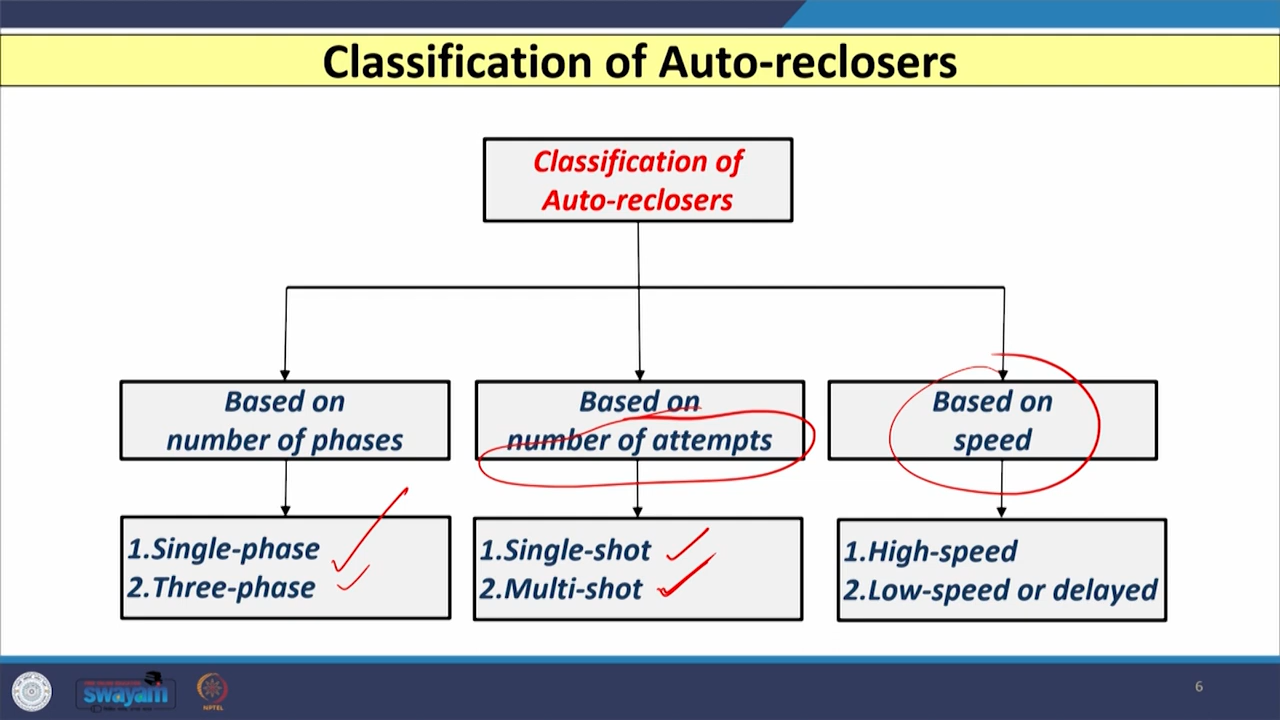 Classification of Auto-reclosers
Classification of
Auto-reclosers
Based on
number of phases
Based on
number of attempts
Based on
speed
1.Single-phase
2.Three-phase
1.Single-shot
2.Multi-shot
1.High-speed
2.Low-speed or delayed
swayam
NPTEL
6